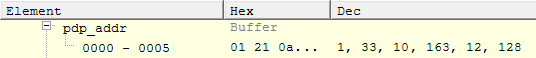 Element Hex Dec
pdp_addr Buffer
0000 - 0005 01 21 0a... 1, 33, 10, 163, 12, 128